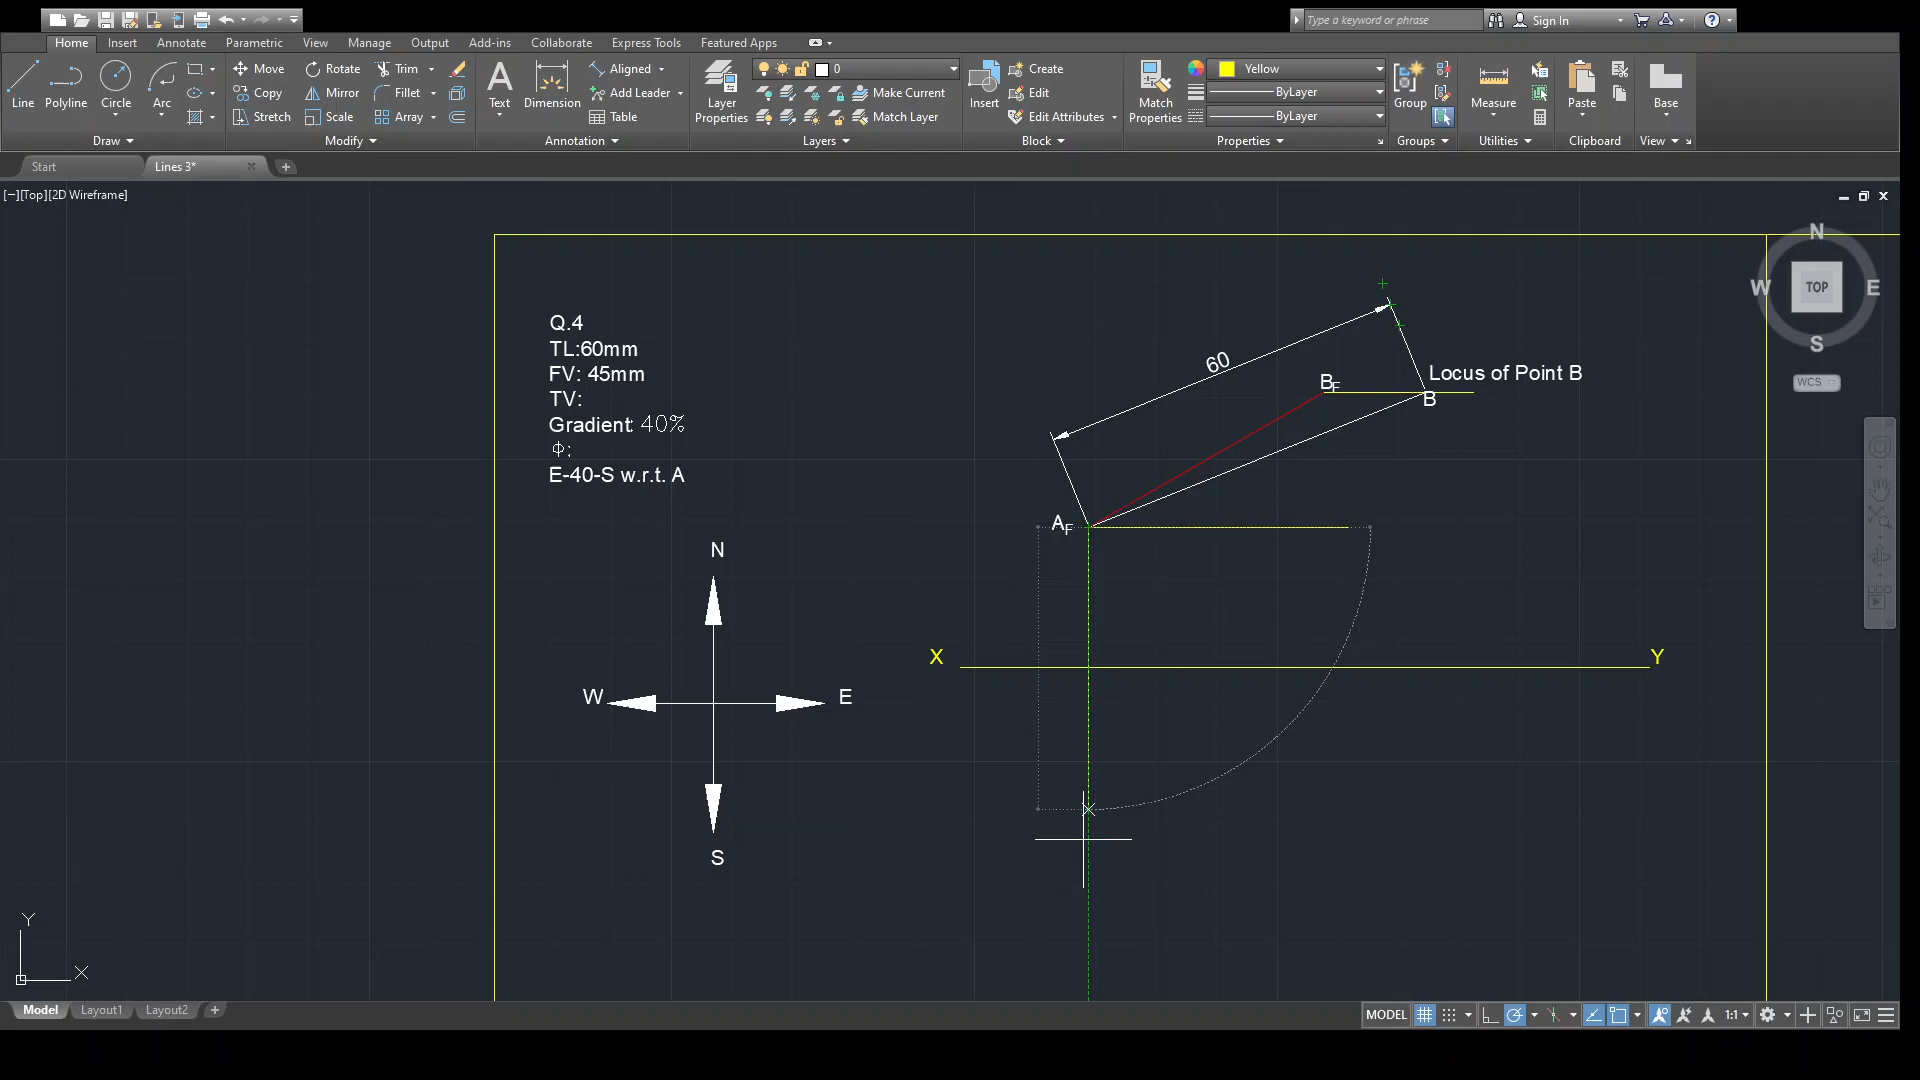 Type a keyword or phrase
Sign In
Home Insert Annotate Parametric View Manage Output Add-ins Collaborate Express Tools Featured Apps
Line Polyline Circle Arc
Move Rotate Trim
Copy Mirror Fillet
Stretch Scale Array
Text Dimension
Aligned
Add Leader
Table
Layer Properties
0
Make Current
Match Layer
Insert
Create
Edit
Edit Attributes
Match Properties
Yellow
ByLayer
ByLayer
Group
Measure
Paste
Base
Draw Modify Annotation Layers Block Properties Groups Utilities Clipboard View
Start Lines 3*
[−][Top][2D Wireframe]
N
W TOP E
S
WCS
Q.4
TL:60mm
FV: 45mm
TV:
Gradient: 40%
Φ:
E-40-S w.r.t. A
N
W E
S
60
BF
Locus of Point B
B
AF
X Y
Y
X
Model Layout1 Layout2
MODEL 1:1